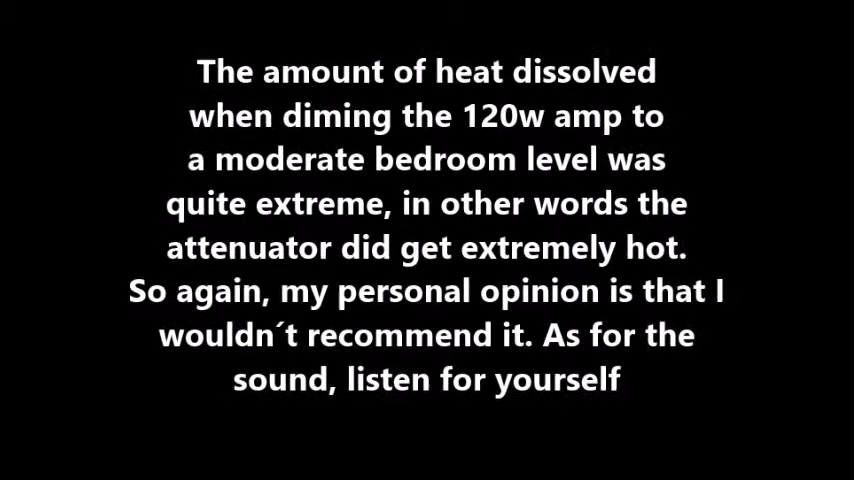 The amount of heat dissolved
when diming the 120w amp to
a moderate bedroom level was
quite extreme, in other words the
attenuator did get extremely hot.
So again, my personal opinion is that I
wouldn´t recommend it. As for the
sound, listen for yourself